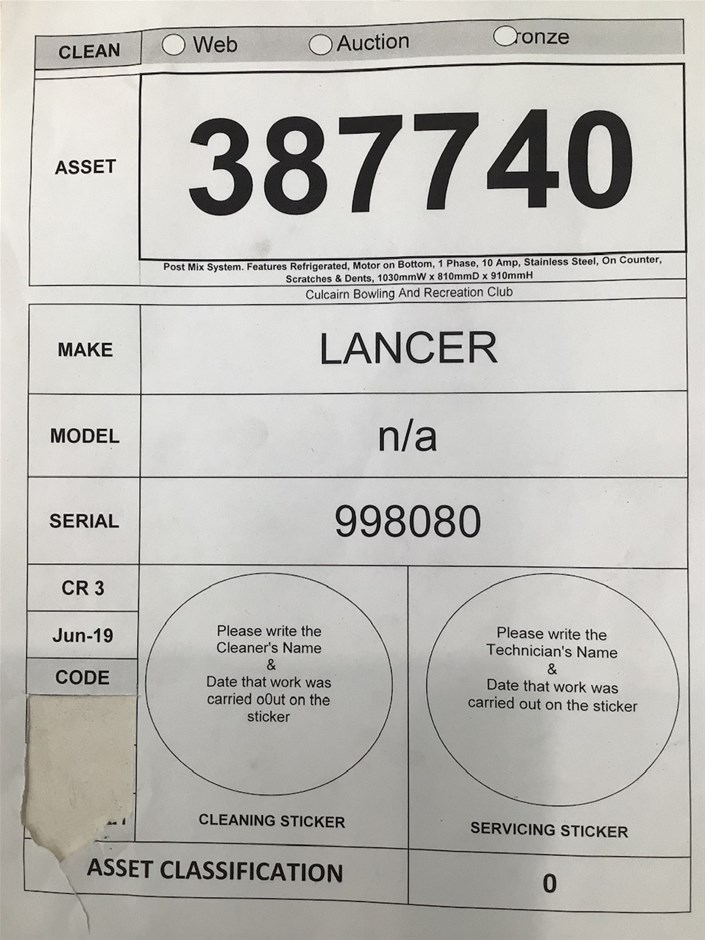 CLEAN Web Auction ronze
ASSET 387740
Post Mix System. Features Refrigerated, Motor on Bottom, 1 Phase, 10 Amp, Stainless Steel, On Counter,
Scratches & Dents, 1030mmW x 810mmD x 910mmH
Culcairn Bowling And Recreation Club
MAKE LANCER
MODEL n/a
SERIAL 998080
CR 3
Jun-19
CODE
Please write the
Cleaner's Name
&
Date that work was
carried o0ut on the
sticker
CLEANING STICKER
Please write the
Technician's Name
&
Date that work was
carried out on the sticker
SERVICING STICKER
ASSET CLASSIFICATION 0